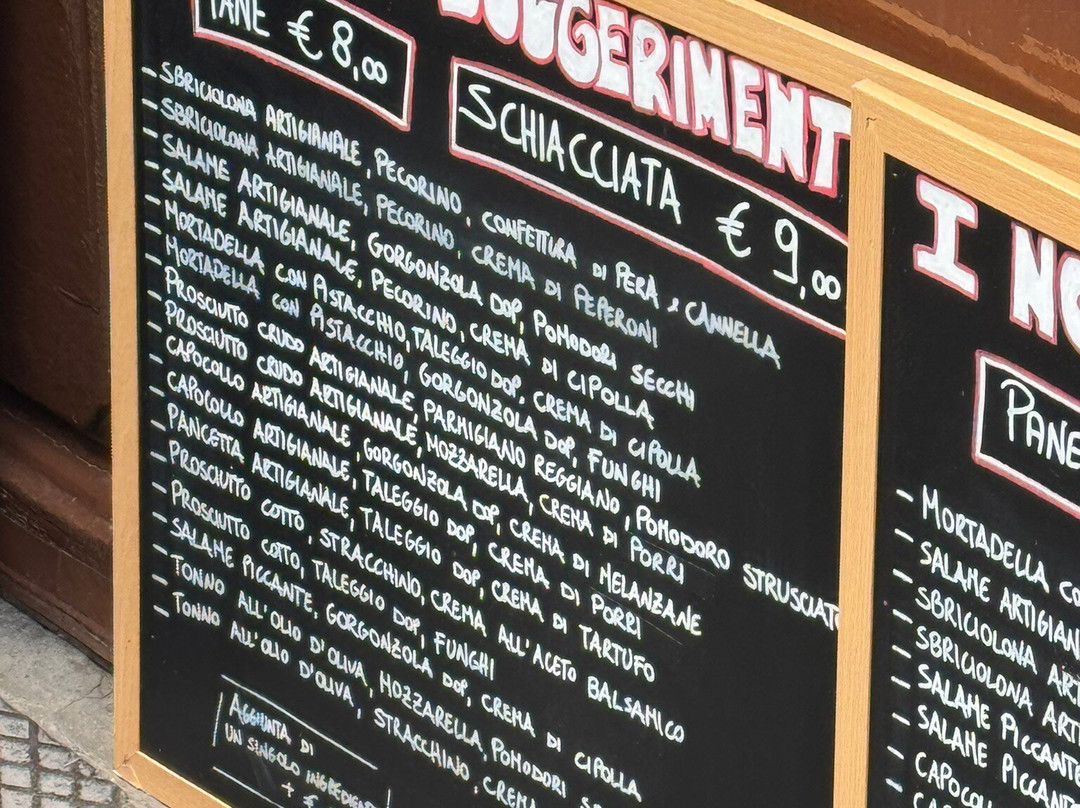 PANE € 8,00
SUGGERIMENT
SCHIACCIATA € 9,00
- SBRICIOLONA ARTIGIANALE, PECORINO, CONFETTURA DI PERA & CANNELLA
- SBRICIOLONA ARTIGIANALE, PECORINO, CREMA DI PEPERONI
- SALAME ARTIGIANALE, GORGONZOLA DOP, POMODORI SECCHI
- SALAME ARTIGIANALE, PECORINO, CREMA DI CIPOLLA
- MORTADELLA CON PISTACCHIO, TALEGGIO DOP, CREMA DI CIPOLLA
- MORTADELLA CON PISTACCHIO, GORGONZOLA DOP, FUNGHI
- PROSCIUTTO CRUDO ARTIGIANALE, PARMIGIANO REGGIANO, POMODORO STRUSCIATO
- PROSCIUTTO CRUDO ARTIGIANALE, MOZZARELLA, CREMA DI PORRI
- CAPOCOLLO ARTIGIANALE, GORGONZOLA DOP, CREMA DI MELANZANE
- CAPOCOLLO ARTIGIANALE, TALEGGIO DOP, CREMA DI PORRI
- PANCETTA ARTIGIANALE, TALEGGIO DOP, CREMA DI TARTUFO
- PROSCIUTTO COTTO, STRACCHINO, CREMA ALL'ACETO BALSAMICO
- PROSCIUTTO COTTO, TALEGGIO DOP, FUNGHI
- SALAME PICCANTE, GORGONZOLA DOP, CREMA DI CIPOLLA
- TONNO ALL'OLIO D'OLIVA, MOZZARELLA, POMODORI
- TONNO ALL'OLIO D'OLIVA, STRACCHINO, CREMA
AGGIUNTA DI
UN SINGOLO INGREDIENTE
+ €
I NO
PANE
- MORTADELLA CO
- SALAME ARTIGIAN
- SBRICIOLONA ART
- SBRICIOLONA ARTI
- SALAME PICCANTE
- SALAME PICCANT
- CAPOCOL